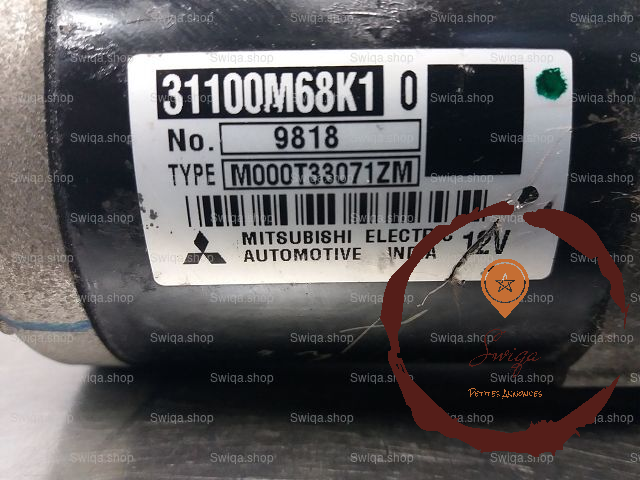 31100M68K1 0
No. 9818
TYPE M000T33071ZM
MITSUBISHI ELECTRIC 12V
AUTOMOTIVE INDIA
Swiqa
PETITES ANNONCES
Swiqa.shop